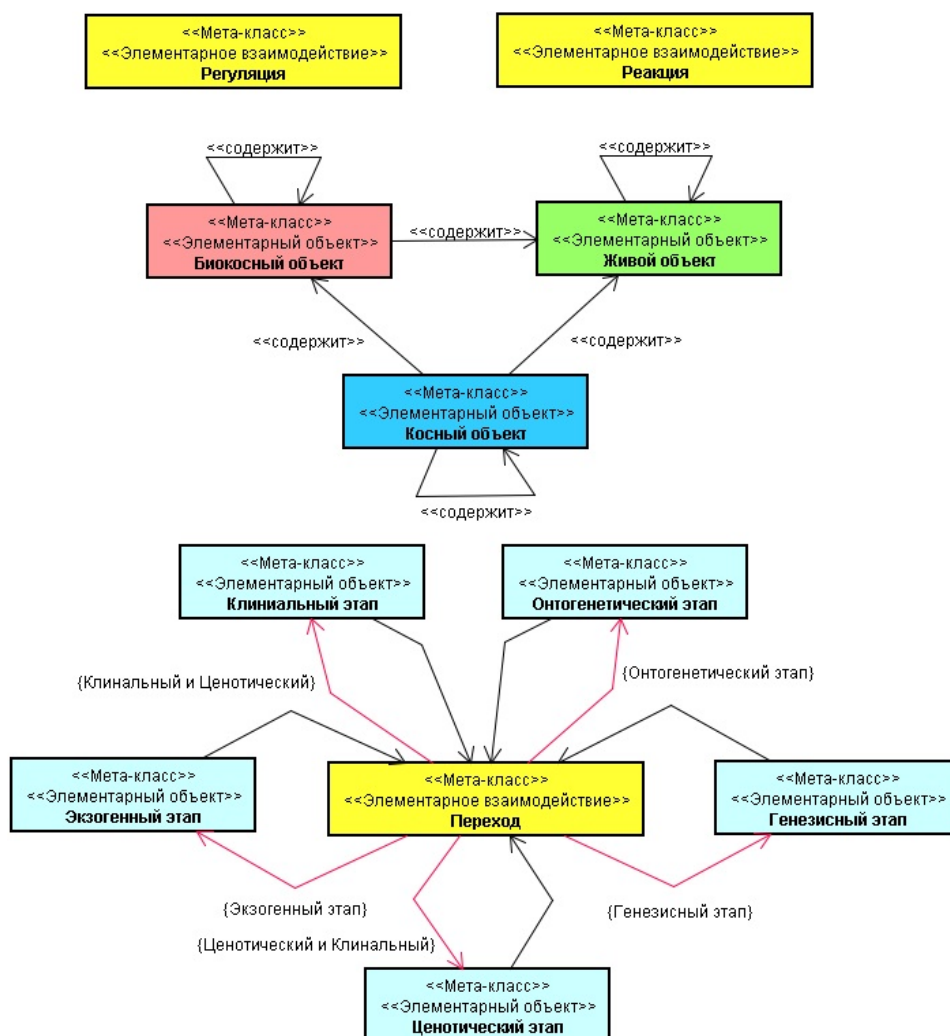 <<Мета-класс>>
<<Элементарное взаимодействие>>
Регуляция
<<Мета-класс>>
<<Элементарное взаимодействие>>
Реакция
<<содержит>>
<<содержит>>
<<Мета-класс>>
<<Элементарный объект>>
Биокосный объект
<<содержит>>
<<Мета-класс>>
<<Элементарный объект>>
Живой объект
<<содержит>>
<<содержит>>
<<Мета-класс>>
<<Элементарный объект>>
Косный объект
<<содержит>>
<<Мета-класс>>
<<Элементарный объект>>
Клиниальный этап
<<Мета-класс>>
<<Элементарный объект>>
Онтогенетический этап
{Клинальный и Ценотический}
{Онтогенетический этап}
<<Мета-класс>>
<<Элементарный объект>>
Экзогенный этап
<<Мета-класс>>
<<Элементарное взаимодействие>>
Переход
<<Мета-класс>>
<<Элементарный объект>>
Генезисный этап
{Экзогенный этап}
{Генезисный этап}
{Ценотический и Клинальный}
<<Мета-класс>>
<<Элементарный объект>>
Ценотический этап